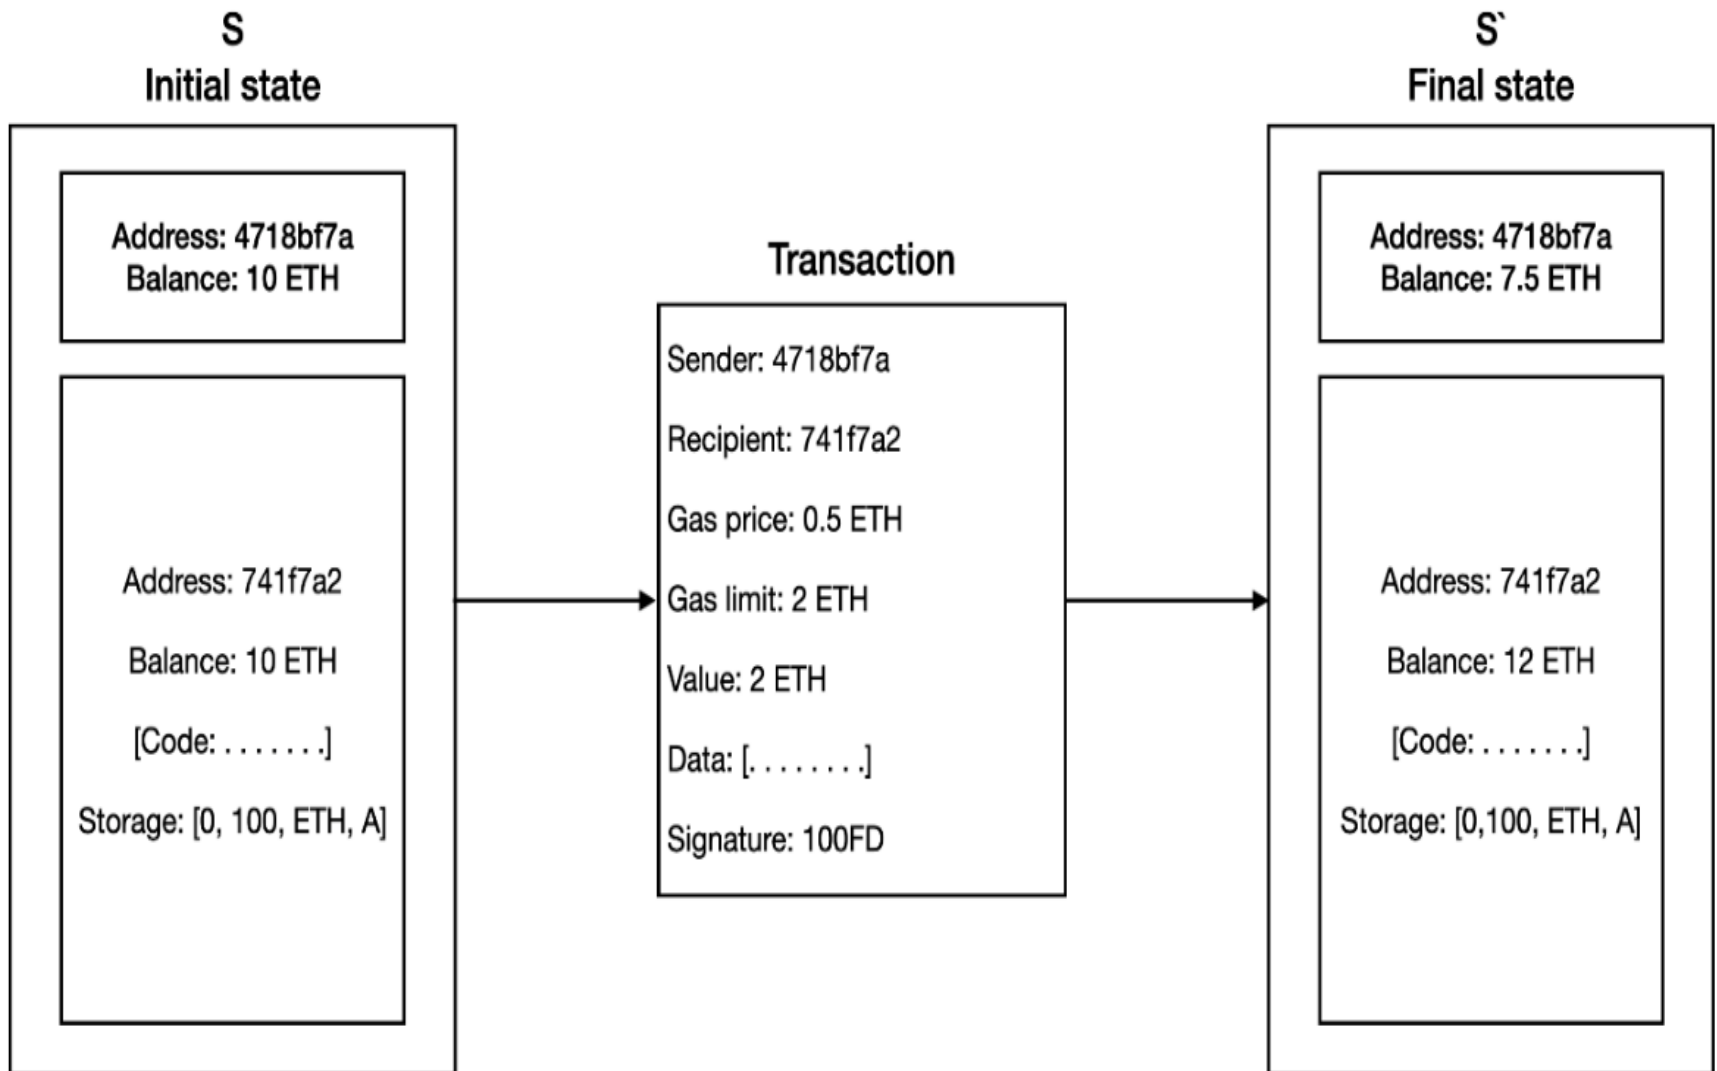 S
Initial state
Address: 4718bf7a
Balance: 10 ETH
Address: 741f7a2
Balance: 10 ETH
[Code: . . . . . . .]
Storage: [0, 100, ETH, A]
Transaction
Sender: 4718bf7a
Recipient: 741f7a2
Gas price: 0.5 ETH
Gas limit: 2 ETH
Value: 2 ETH
Data: [. . . . . . . .]
Signature: 100FD
S`
Final state
Address: 4718bf7a
Balance: 7.5 ETH
Address: 741f7a2
Balance: 12 ETH
[Code: . . . . . . .]
Storage: [0,100, ETH, A]